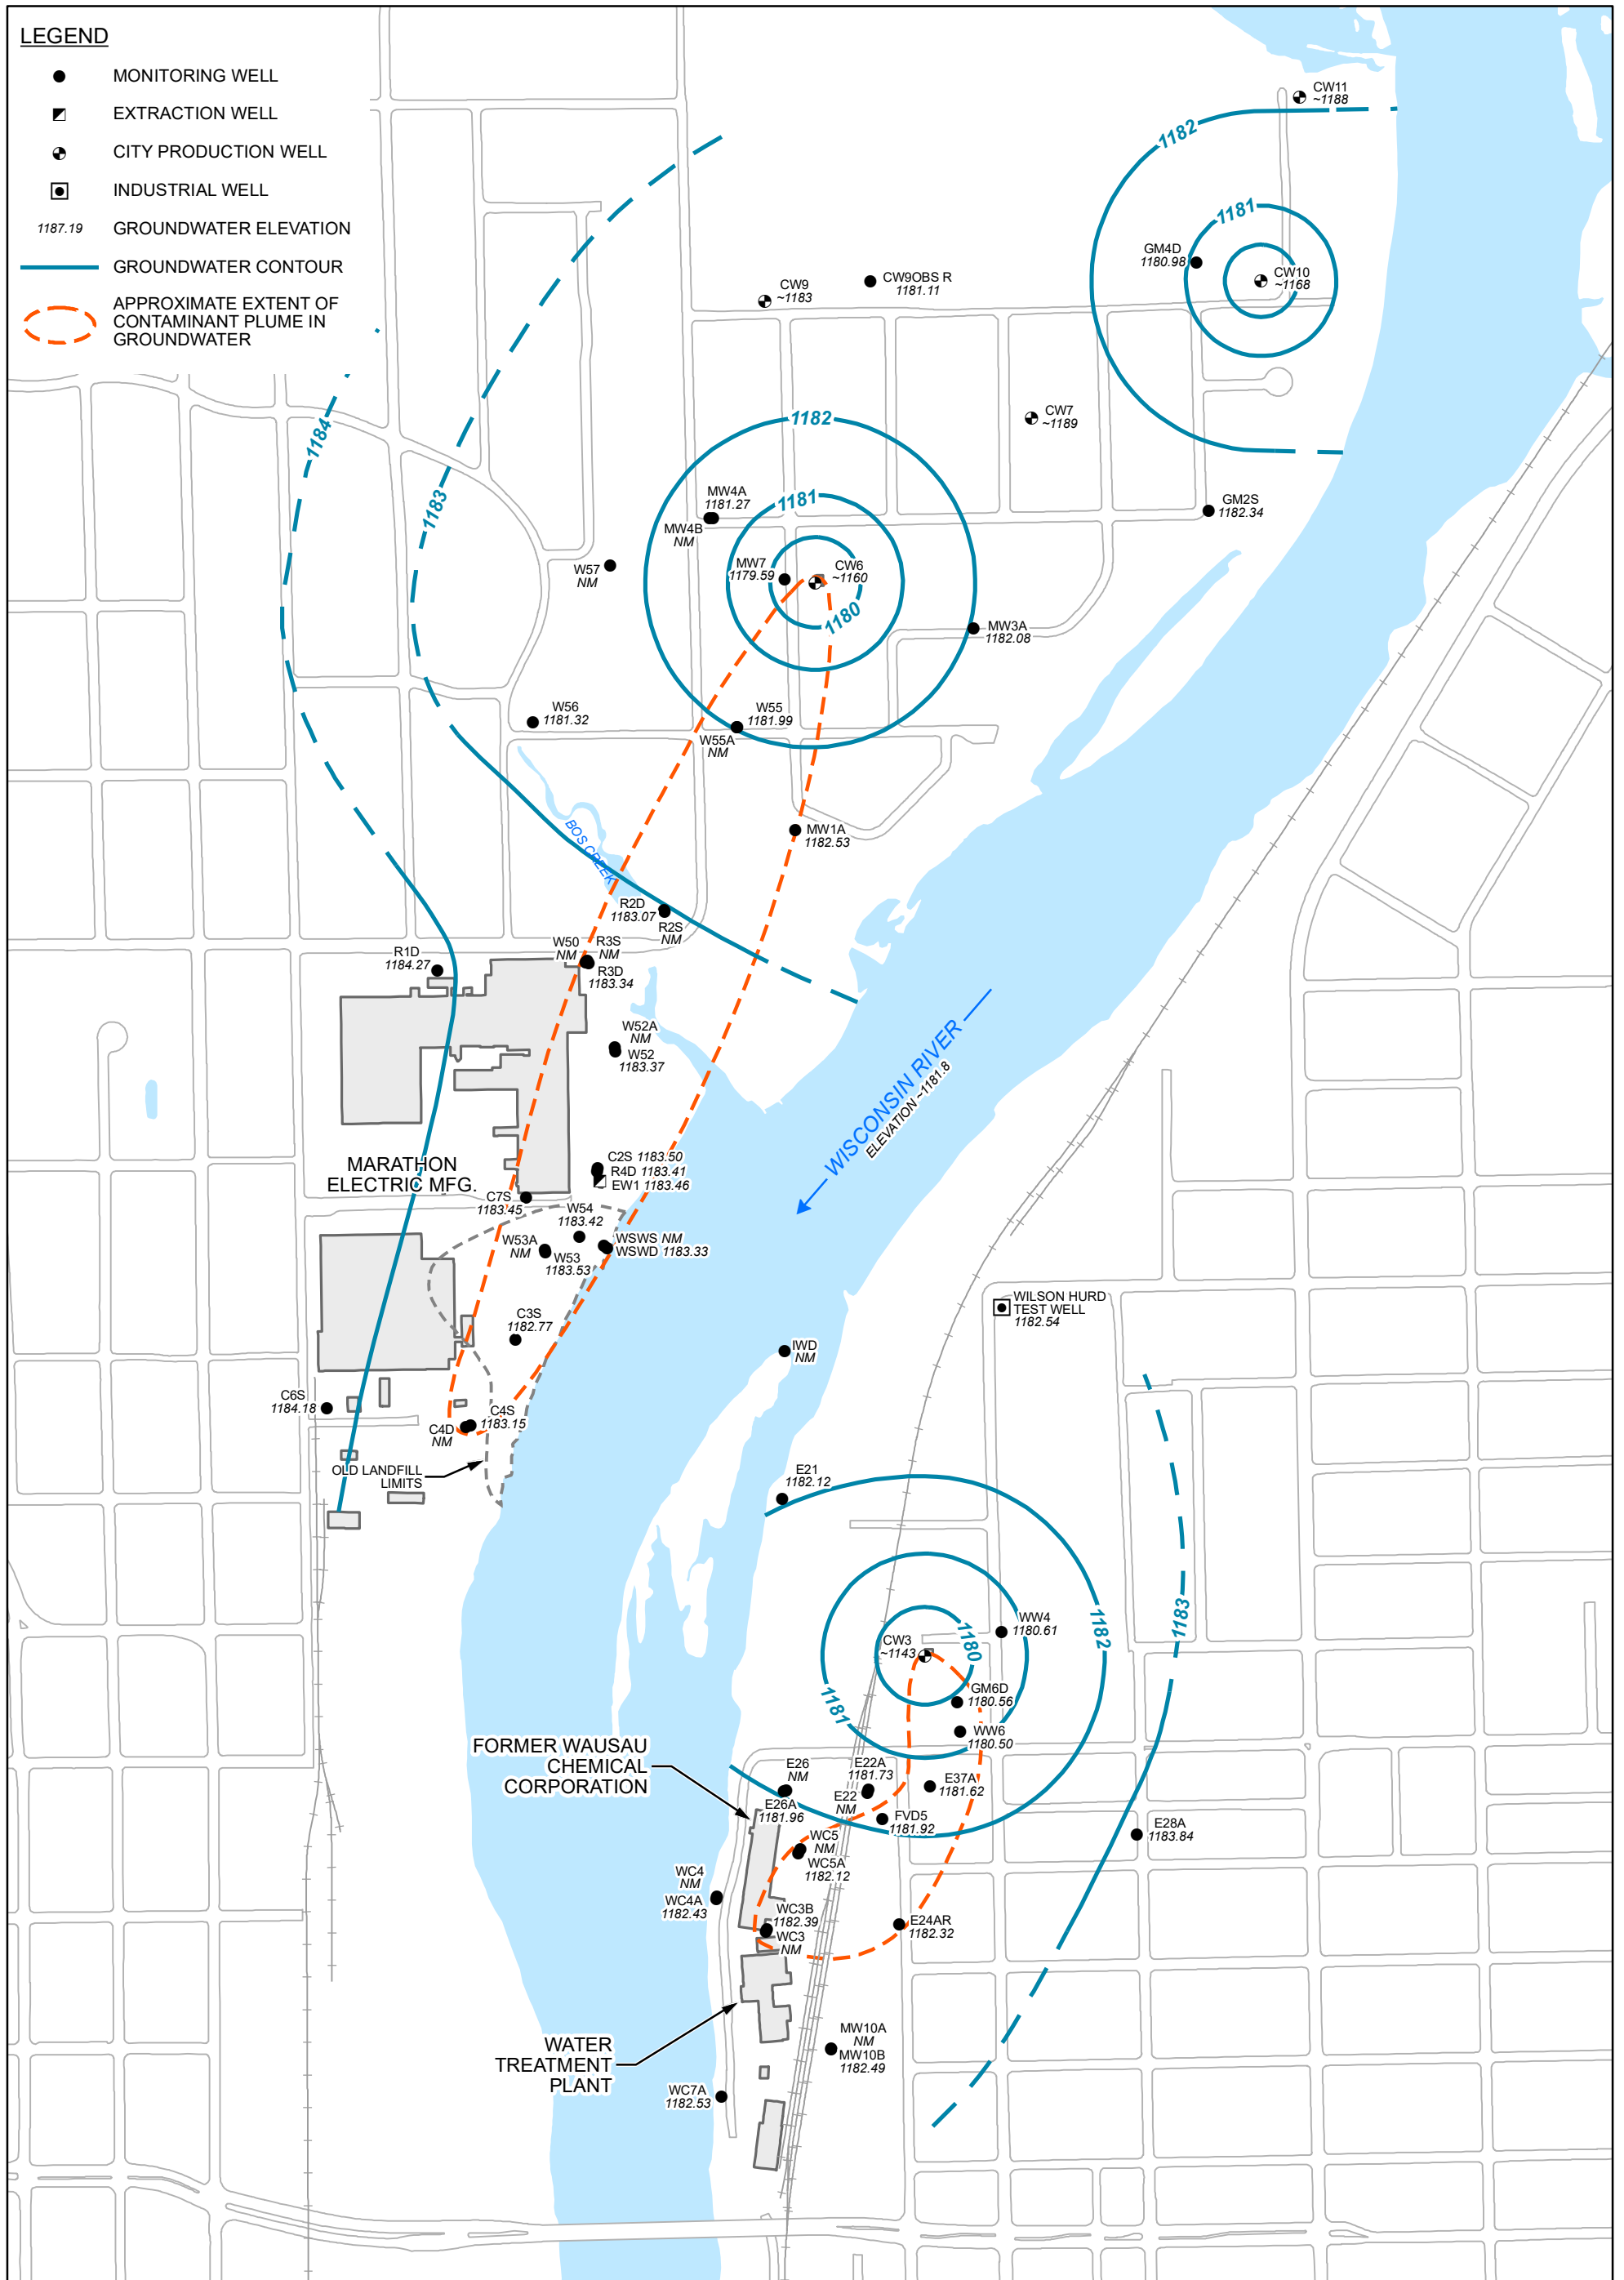 LEGEND
MONITORING WELL
EXTRACTION WELL
CITY PRODUCTION WELL
INDUSTRIAL WELL
1187.19 GROUNDWATER ELEVATION
GROUNDWATER CONTOUR
APPROXIMATE EXTENT OF
CONTAMINANT PLUME IN
GROUNDWATER
CW11
~1188
1182
1181
GM4D
1180.98
CW10
~1168
CW9
~1183
CW9OBS R
1181.11
1184
1183
1182
CW7
~1189
MW4A
1181.27
1181
MW4B
NM
GM2S
1182.34
W57
NM
MW7
1179.59
CW6
~1160
1180
MW3A
1182.08
W56
1181.32
W55
1181.99
W55A
NM
BOS CREEK
MW1A
1182.53
R2D
1183.07
R2S
NM
R1D
1184.27
W50
NM
R3S
NM
R3D
1183.34
W52A
NM
W52
1183.37
WISCONSIN RIVER
ELEVATION ~1181.8
MARATHON
ELECTRIC MFG.
C2S 1183.50
R4D 1183.41
EW1 1183.46
C7S
1183.45
W54
1183.42
W53A
NM
W53
1183.53
WSWS NM
WSWD 1183.33
C3S
1182.77
WILSON HURD
TEST WELL
1182.54
IWD
NM
C6S
1184.18
C4S
1183.15
C4D
NM
OLD LANDFILL
LIMITS
E21
1182.12
1182
1183
WW4
1180.61
CW3
~1143
1180
GM6D
1180.56
1181
WW6
1180.50
FORMER WAUSAU
CHEMICAL
CORPORATION
E26
NM
E26A
1181.96
E22A
1181.73
E22
NM
E37A
1181.62
FVD5
1181.92
E28A
1183.84
WC5
NM
WC5A
1182.12
WC4
NM
WC4A
1182.43
WC3B
1182.39
WC3
NM
E24AR
1182.32
WATER
TREATMENT
PLANT
MW10A
NM
MW10B
1182.49
WC7A
1182.53